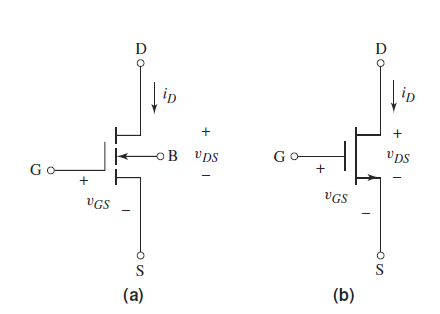 D D
iD iD
+ +
G B vDS G vDS
+ − + −
vGS − vGS −
S S
(a) (b)